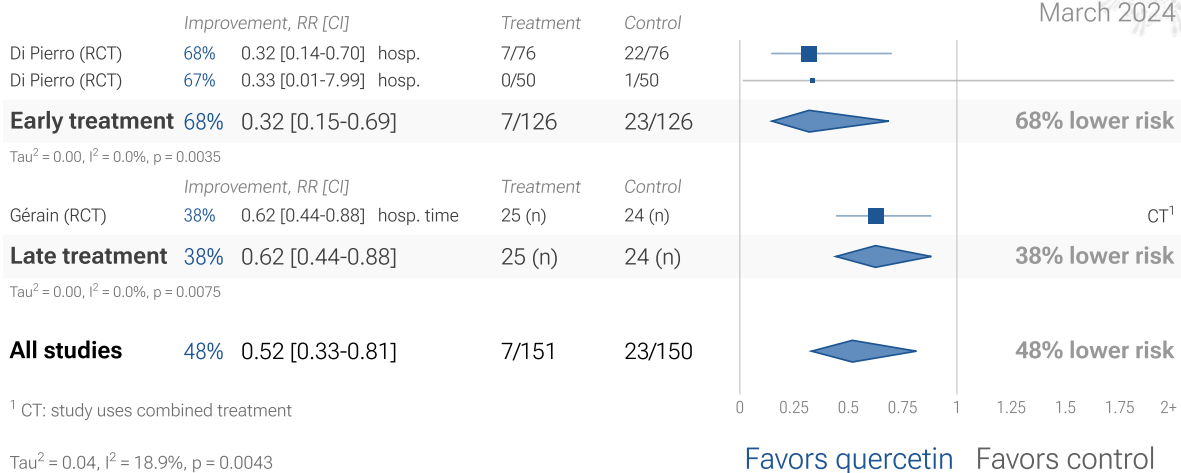 March 2024
Improvement, RR [CI] Treatment Control
Di Pierro (RCT) 68% 0.32 [0.14-0.70] hosp. 7/76 22/76
Di Pierro (RCT) 67% 0.33 [0.01-7.99] hosp. 0/50 1/50
Early treatment 68% 0.32 [0.15-0.69] 7/126 23/126 68% lower risk
Tau² = 0.00, I² = 0.0%, p = 0.0035
Improvement, RR [CI] Treatment Control
Gérain (RCT) 38% 0.62 [0.44-0.88] hosp. time 25 (n) 24 (n) CT¹
Late treatment 38% 0.62 [0.44-0.88] 25 (n) 24 (n) 38% lower risk
Tau² = 0.00, I² = 0.0%, p = 0.0075
All studies 48% 0.52 [0.33-0.81] 7/151 23/150 48% lower risk
¹ CT: study uses combined treatment
0 0.25 0.5 0.75 1 1.25 1.5 1.75 2+
Tau² = 0.04, I² = 18.9%, p = 0.0043
Favors quercetin Favors control